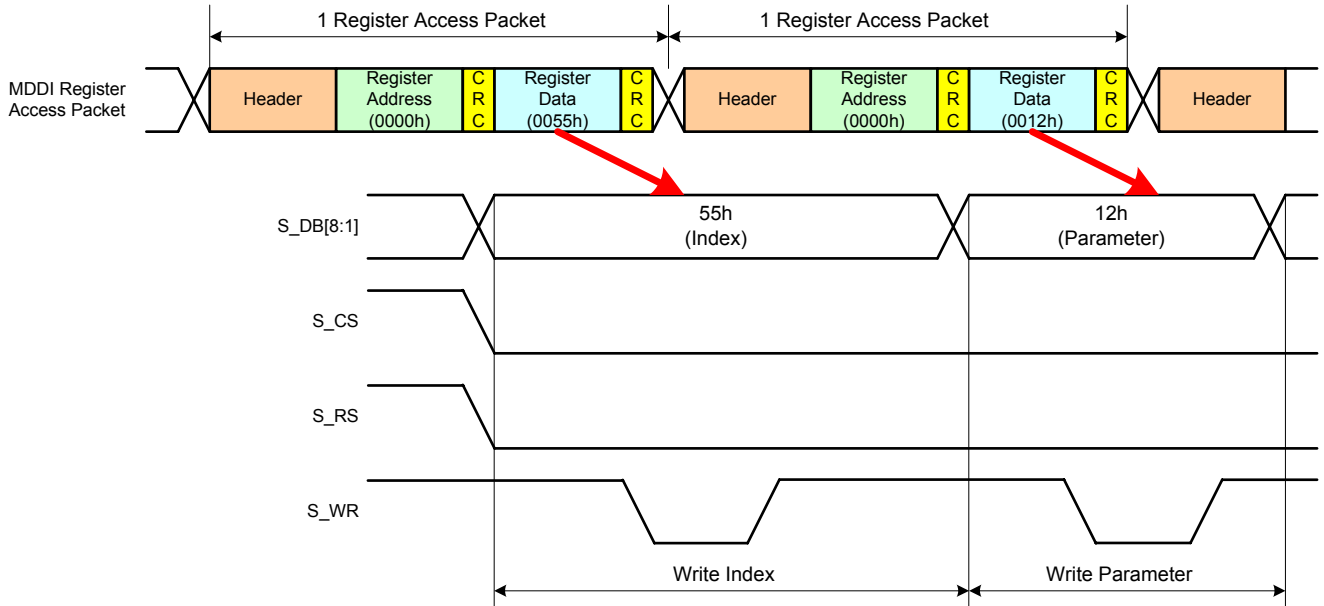 1 Register Access Packet
1 Register Access Packet
MDDI Register
Access Packet
Header
Register
Address
(0000h)
C
R
C
Register
Data
(0055h)
C
R
C
Header
Register
Address
(0000h)
C
R
C
Register
Data
(0012h)
C
R
C
Header
S_DB[8:1]
55h
(Index)
12h
(Parameter)
S_CS
S_RS
S_WR
Write Index
Write Parameter